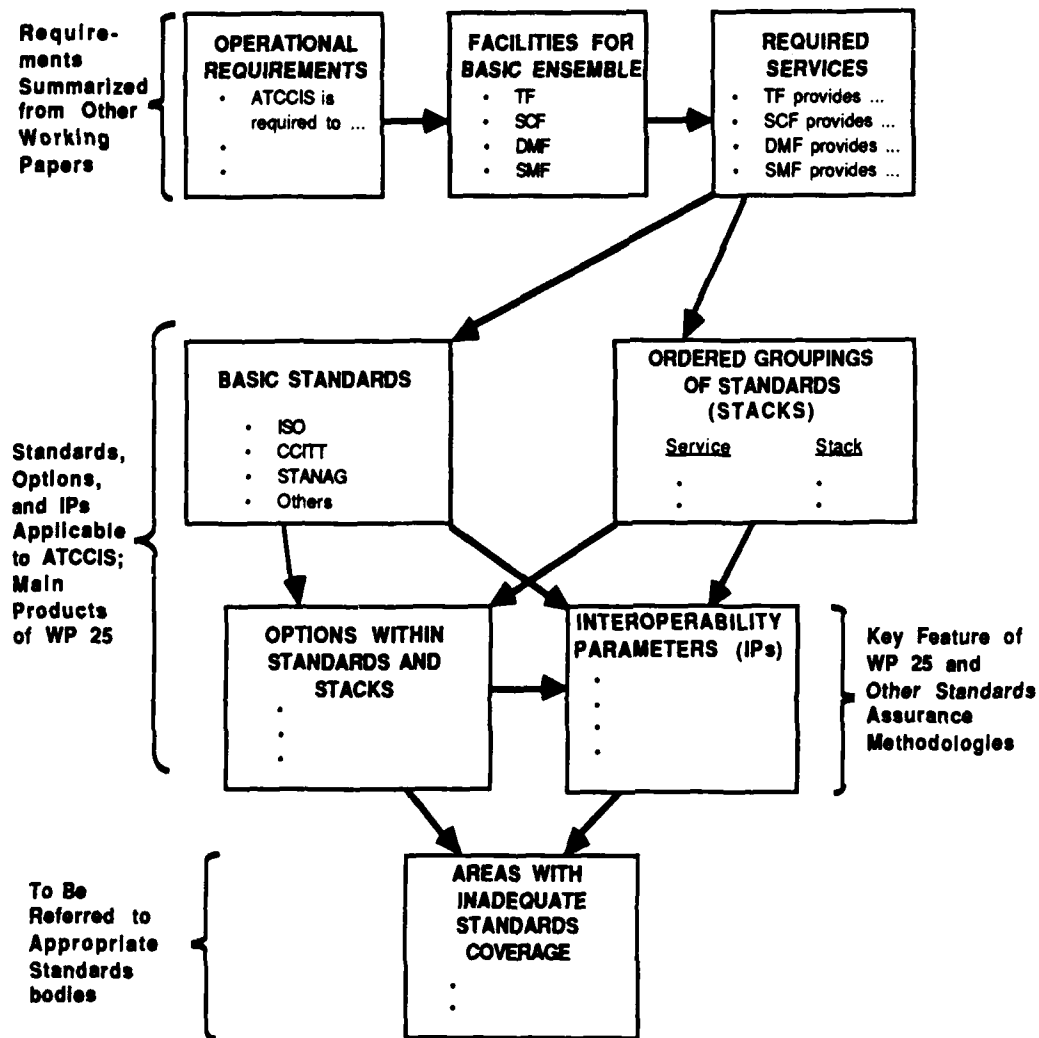 Require-
ments
Summarized
from Other
Working
Papers
OPERATIONAL
REQUIREMENTS
• ATCCIS is
required to ...
•
•
FACILITIES FOR
BASIC ENSEMBLE
• TF
• SCF
• DMF
• SMF
REQUIRED
SERVICES
• TF provides ...
• SCF provides ...
• DMF provides ...
• SMF provides ...
Standards,
Options,
and IPs
Applicable
to ATCCIS;
Main
Products
of WP 25
BASIC STANDARDS
• ISO
• CCITT
• STANAG
• Others
ORDERED GROUPINGS
OF STANDARDS
(STACKS)
Service Stack
• •
• •
OPTIONS WITHIN
STANDARDS AND
STACKS
•
•
•
INTEROPERABILITY
PARAMETERS (IPs)
•
•
•
•
Key Feature of
WP 25 and
Other Standards
Assurance
Methodologies
To Be
Referred to
Appropriate
Standards
bodies
AREAS WITH
INADEQUATE
STANDARDS
COVERAGE
•
•